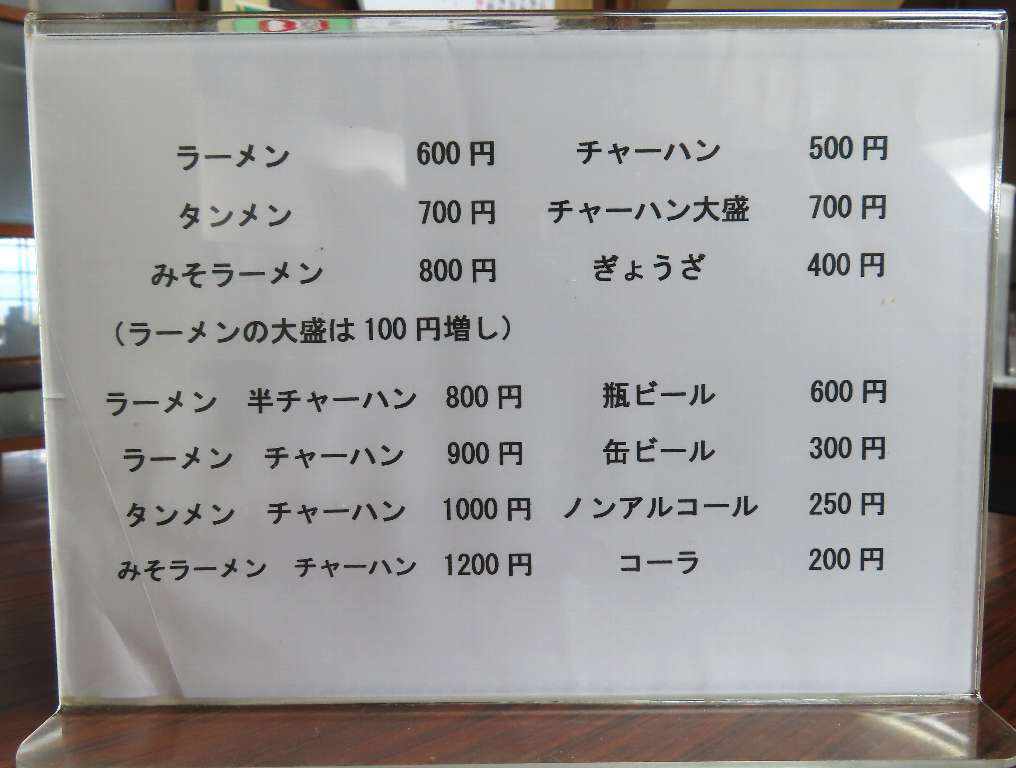 ラーメン 600円 チャーハン 500円
タンメン 700円 チャーハン大盛 700円
みそラーメン 800円 ぎょうざ 400円
（ラーメンの大盛は100円増し）
ラーメン 半チャーハン 800円 瓶ビール 600円
ラーメン チャーハン 900円 缶ビール 300円
タンメン チャーハン 1000円 ノンアルコール 250円
みそラーメン チャーハン 1200円 コーラ 200円